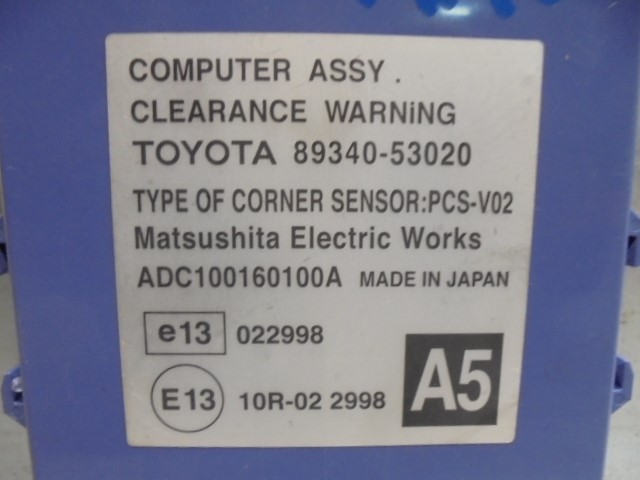 COMPUTER ASSY.
CLEARANCE WARNiNG
TOYOTA 89340-53020
TYPE OF CORNER SENSOR:PCS-V02
Matsushita Electric Works
ADC100160100A MADE IN JAPAN
e13 022998
E13 10R-02 2998
A5